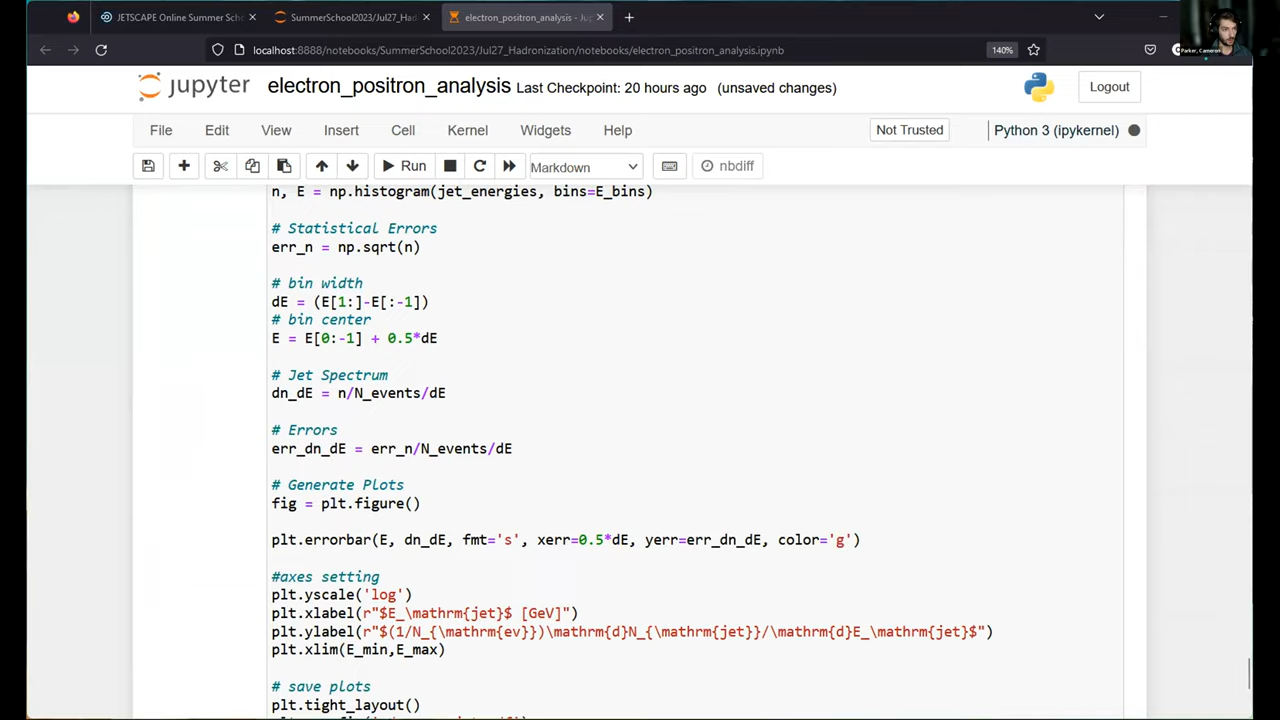 JETSCAPE Online Summer Sch
SummerSchool2023/Jul27_Had
electron_positron_analysis - Ju
localhost:8888/notebooks/SummerSchool2023/Jul27_Hadronization/notebooks/electron_positron_analysis.ipynb
140%
Parker, Cameron
jupyter
electron_positron_analysis Last Checkpoint: 20 hours ago (unsaved changes)
Logout
File Edit View Insert Cell Kernel Widgets Help
Not Trusted
Python 3 (ipykernel)
Run
Markdown
nbdiff
n, E = np.histogram(jet_energies, bins=E_bins)
# Statistical Errors
err_n = np.sqrt(n)
# bin width
dE = (E[1:]-E[:-1])
# bin center
E = E[0:-1] + 0.5*dE
# Jet Spectrum
dn_dE = n/N_events/dE
# Errors
err_dn_dE = err_n/N_events/dE
# Generate Plots
fig = plt.figure()
plt.errorbar(E, dn_dE, fmt='s', xerr=0.5*dE, yerr=err_dn_dE, color='g')
#axes setting
plt.yscale('log')
plt.xlabel(r"$E_\mathrm{jet}$ [GeV]")
plt.ylabel(r"$(1/N_{\mathrm{ev}})\mathrm{d}N_{\mathrm{jet}}/\mathrm{d}E_\mathrm{jet}$")
plt.xlim(E_min,E_max)
# save plots
plt.tight_layout()